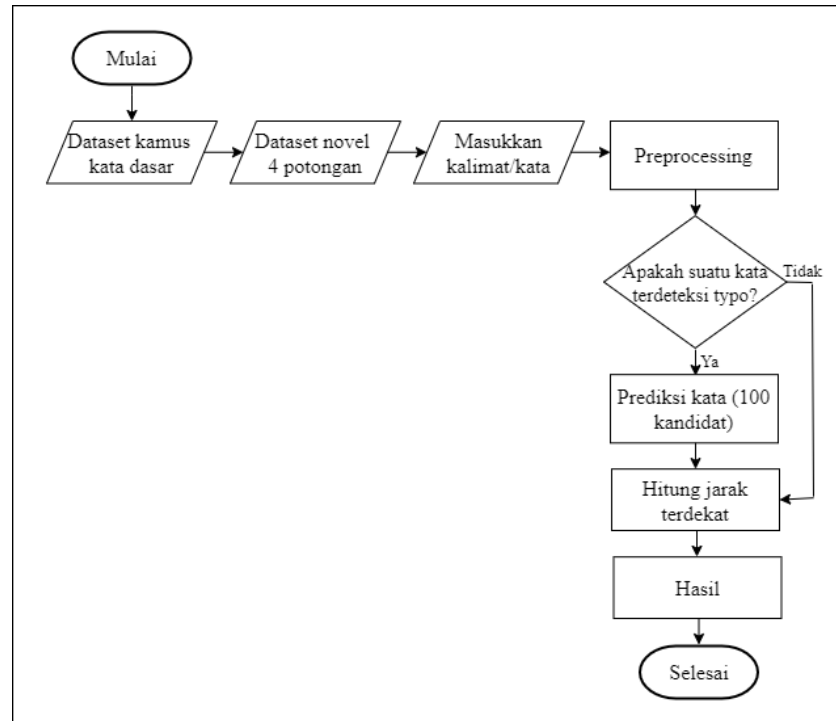 Mulai
Dataset kamus
kata dasar
Dataset novel
4 potongan
Masukkan
kalimat/kata
Preprocessing
Apakah suatu kata
terdeteksi typo?
Tidak
Ya
Prediksi kata (100
kandidat)
Hitung jarak
terdekat
Hasil
Selesai